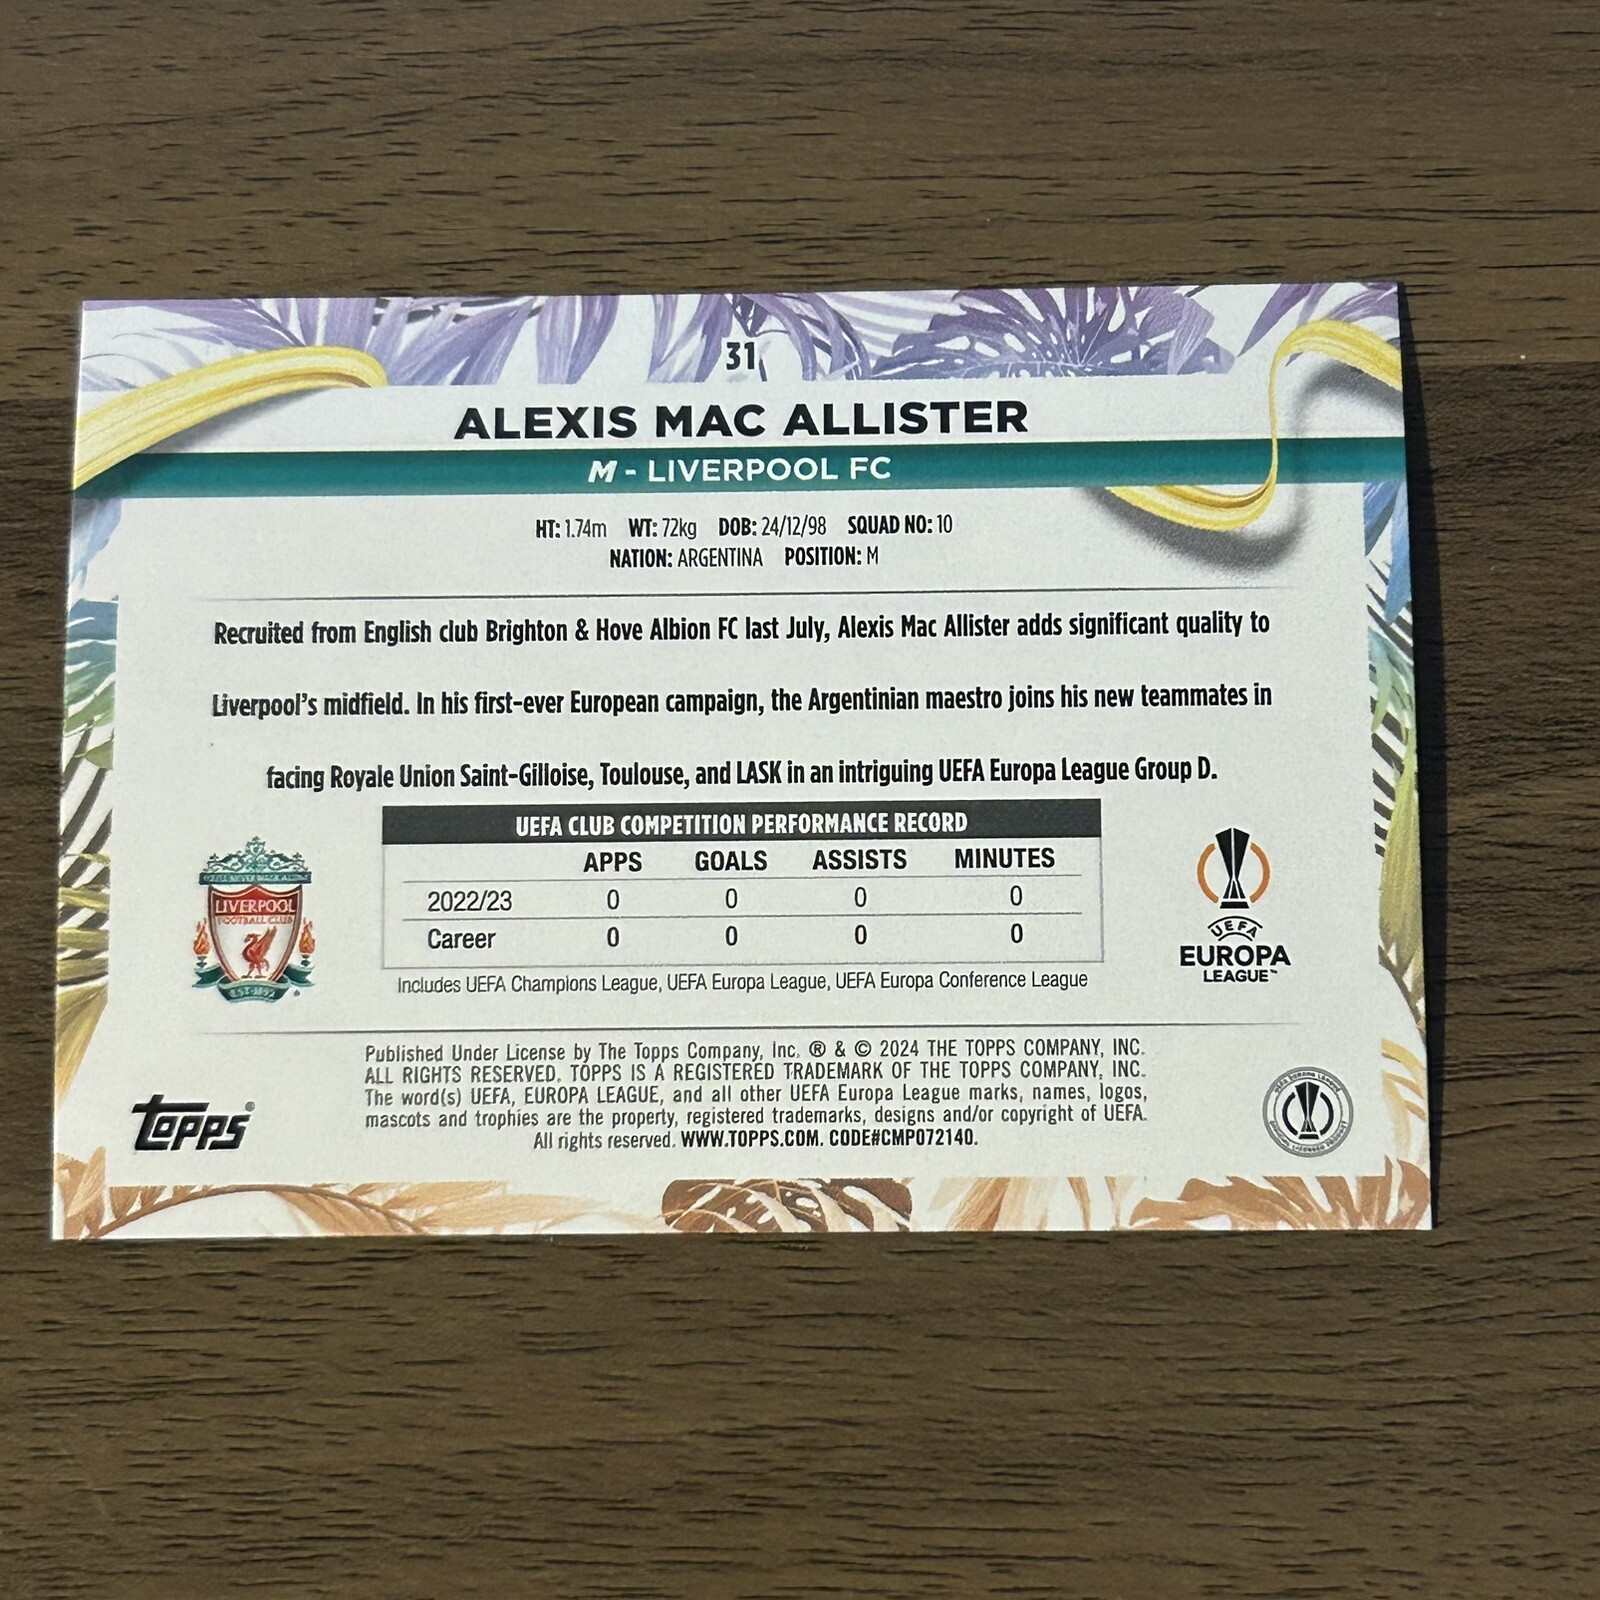 31
ALEXIS MAC ALLISTER
M - LIVERPOOL FC
HT: 1.74m WT: 72kg DOB: 24/12/98 SQUAD NO: 10
NATION: ARGENTINA POSITION: M
Recruited from English club Brighton & Hove Albion FC last July, Alexis Mac Allister adds significant quality to
Liverpool's midfield. In his first-ever European campaign, the Argentinian maestro joins his new teammates in
facing Royale Union Saint-Gilloise, Toulouse, and LASK in an intriguing UEFA Europa League Group D.
UEFA CLUB COMPETITION PERFORMANCE RECORD
APPS GOALS ASSISTS MINUTES
2022/23 0 0 0 0
Career 0 0 0 0
Includes UEFA Champions League, UEFA Europa League, UEFA Europa Conference League
YOU'LL NEVER WALK ALONE
LIVERPOOL
FOOTBALL CLUB
EST·1892
UEFA
EUROPA
LEAGUE™
Published Under License by The Topps Company, Inc. ® & © 2024 THE TOPPS COMPANY, INC.
ALL RIGHTS RESERVED. TOPPS IS A REGISTERED TRADEMARK OF THE TOPPS COMPANY, INC.
The word(s) UEFA, EUROPA LEAGUE, and all other UEFA Europa League marks, names, logos,
mascots and trophies are the property, registered trademarks, designs and/or copyright of UEFA.
All rights reserved. WWW.TOPPS.COM. CODE#CMP072140.
topps®